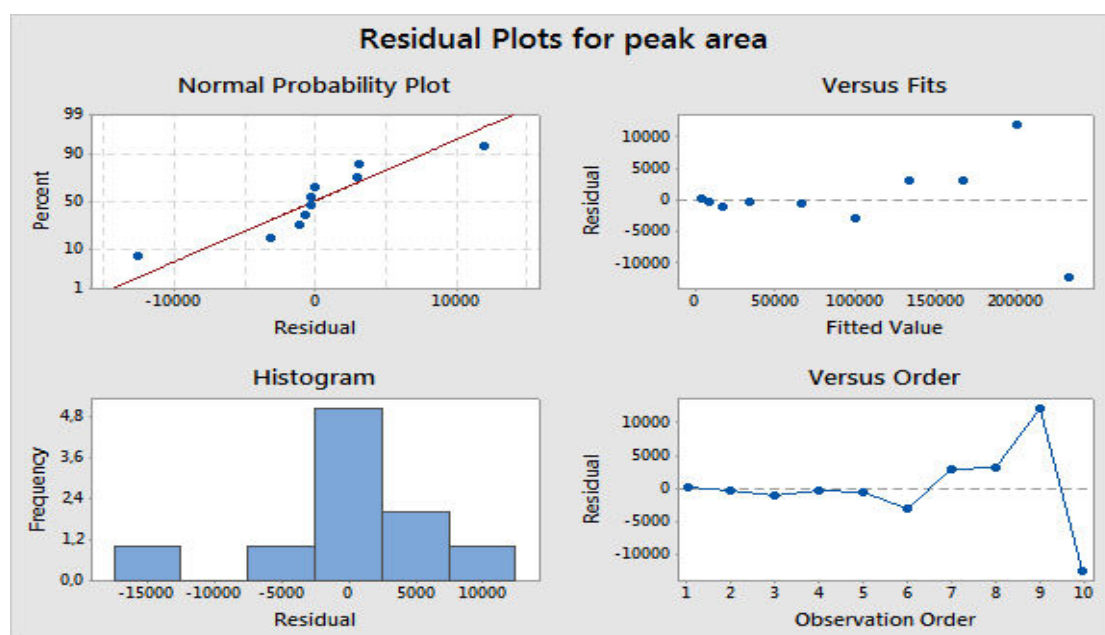 Residual Plots for peak area
Normal Probability Plot
99
90
50
10
1
Percent
-10000 0 10000
Residual
Versus Fits
10000
5000
0
-5000
-10000
Residual
0 50000 100000 150000 200000
Fitted Value
Histogram
4,8
3,6
2,4
1,2
0,0
Frequency
-15000 -10000 -5000 0 5000 10000
Residual
Versus Order
10000
5000
0
-5000
-10000
Residual
1 2 3 4 5 6 7 8 9 10
Observation Order